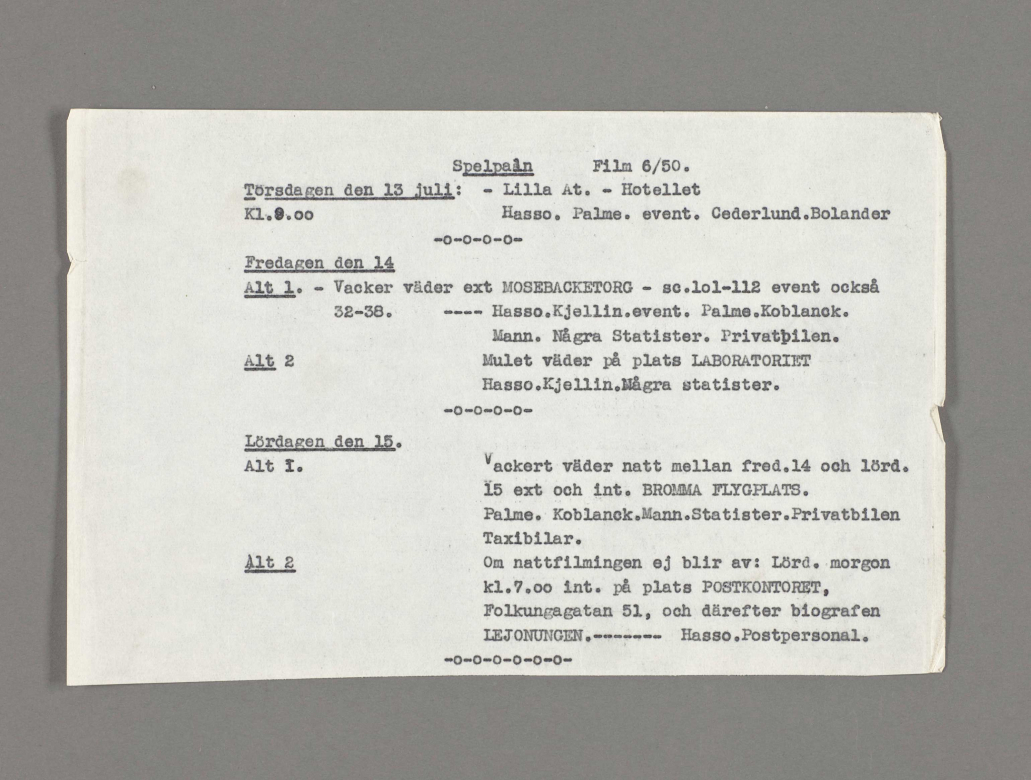 Spelpaln Film 6/50.
Torsdagen den 13 juli: - Lilla At. - Hotellet
Kl.9.oo Hasso. Palme. event. Cederlund.Bolander
-o-o-o-o-
Fredagen den 14
Alt 1. - Vacker väder ext MOSEBACKETORG - sc.lol-112 event också
32-38. ---- Hasso.Kjellin.event. Palme.Koblanck.
Mann. Några Statister. Privatbilen.
Alt 2 Mulet väder på plats LABORATORIET
Hasso.Kjellin.Några statister.
-o-o-o-o-
Lördagen den 15.
Alt I. Vackert väder natt mellan fred.14 och lörd.
15 ext och int. BROMMA FLYGPLATS.
Palme. Koblanck.Mann.Statister.Privatbilen
Taxibilar.
Alt 2 Om nattfilmingen ej blir av: Lörd. morgon
kl.7.oo int. på plats POSTKONTORET,
Folkungagatan 51, och därefter biografen
LEJONUNGEN.------- Hasso.Postpersonal.
-o-o-o-o-o-o-